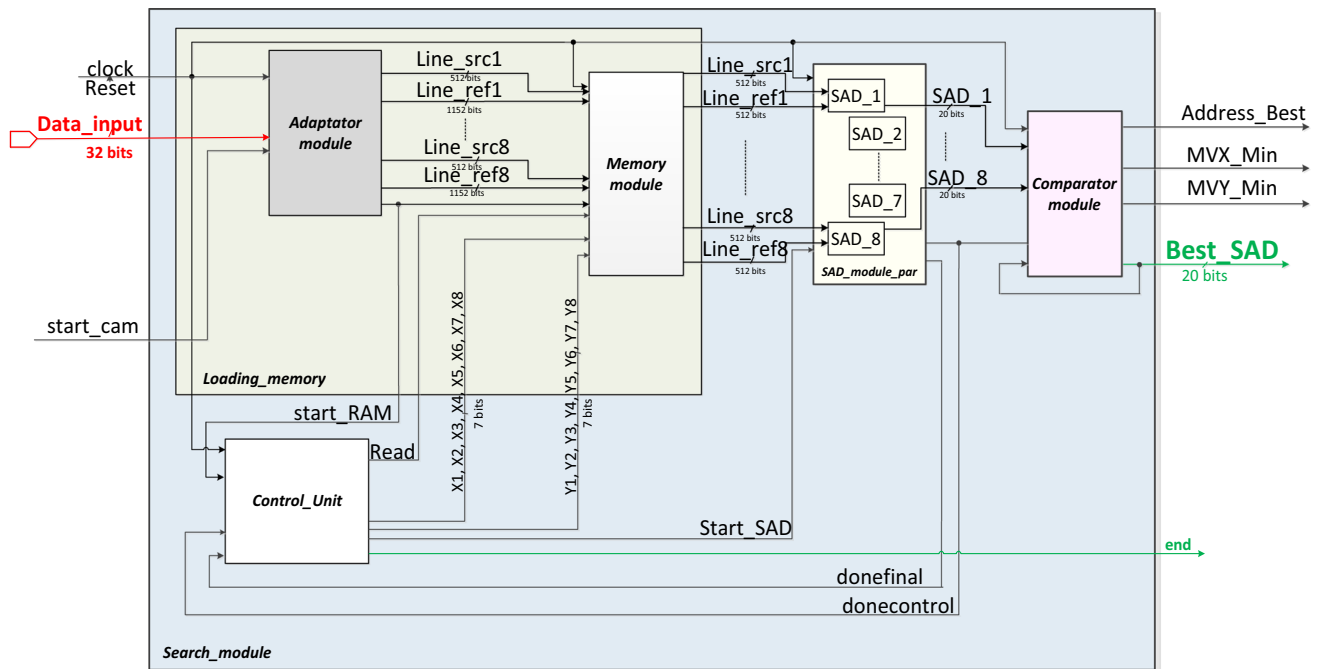 clock
Reset
Data_input
32 bits
start_cam
Adaptator
module
Line_src1
512 bits
Line_ref1
1152 bits
Line_src8
512 bits
Line_ref8
1152 bits
Memory
module
Line_src1
512 bits
Line_ref1
512 bits
Line_src8
512 bits
Line_ref8
512 bits
SAD_1
SAD_2
SAD_7
SAD_8
SAD_module_par
SAD_1
20 bits
SAD_8
20 bits
Comparator
module
Address_Best
MVX_Min
MVY_Min
Best_SAD
20 bits
Loading_memory
start_RAM
Read
X1, X2, X3, X4, X5, X6, X7, X8
7 bits
Y1, Y2, Y3, Y4, Y5, Y6, Y7, Y8
7 bits
Control_Unit
Start_SAD
end
donefinal
donecontrol
Search_module